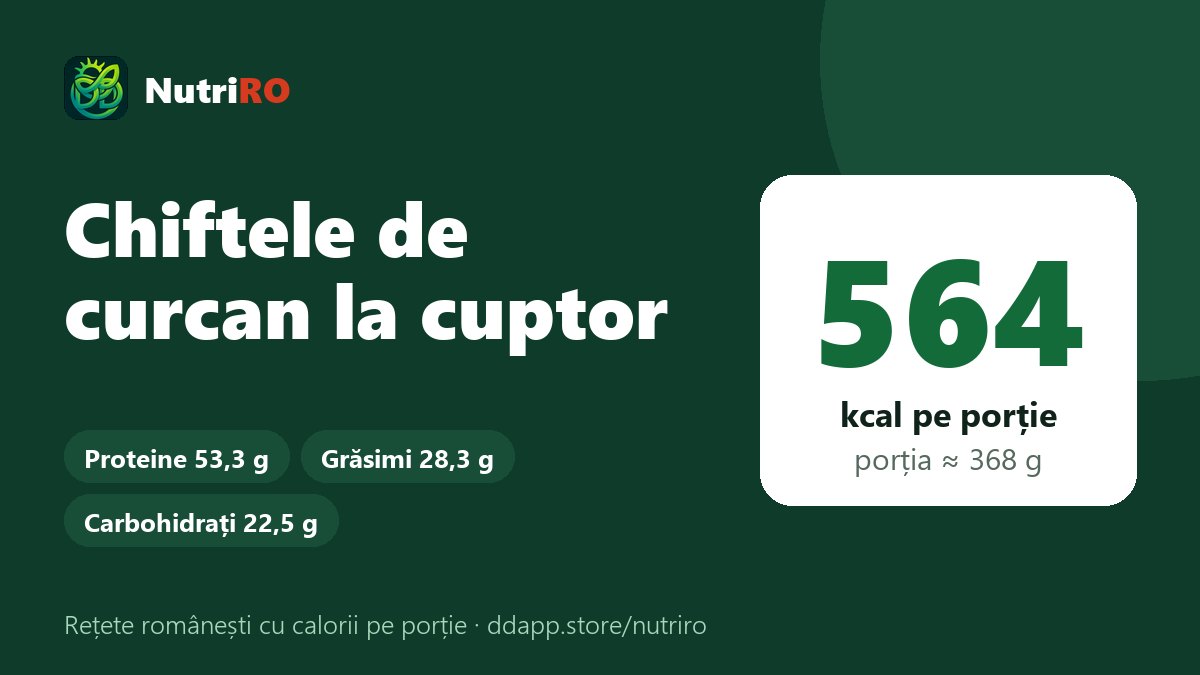 NutriRO
Chiftele de
curcan la cuptor
564
kcal pe porție
porția ≈ 368 g
Proteine 53,3 g
Grăsimi 28,3 g
Carbohidrați 22,5 g
Rețete românești cu calorii pe porție · ddapp.store/nutriro